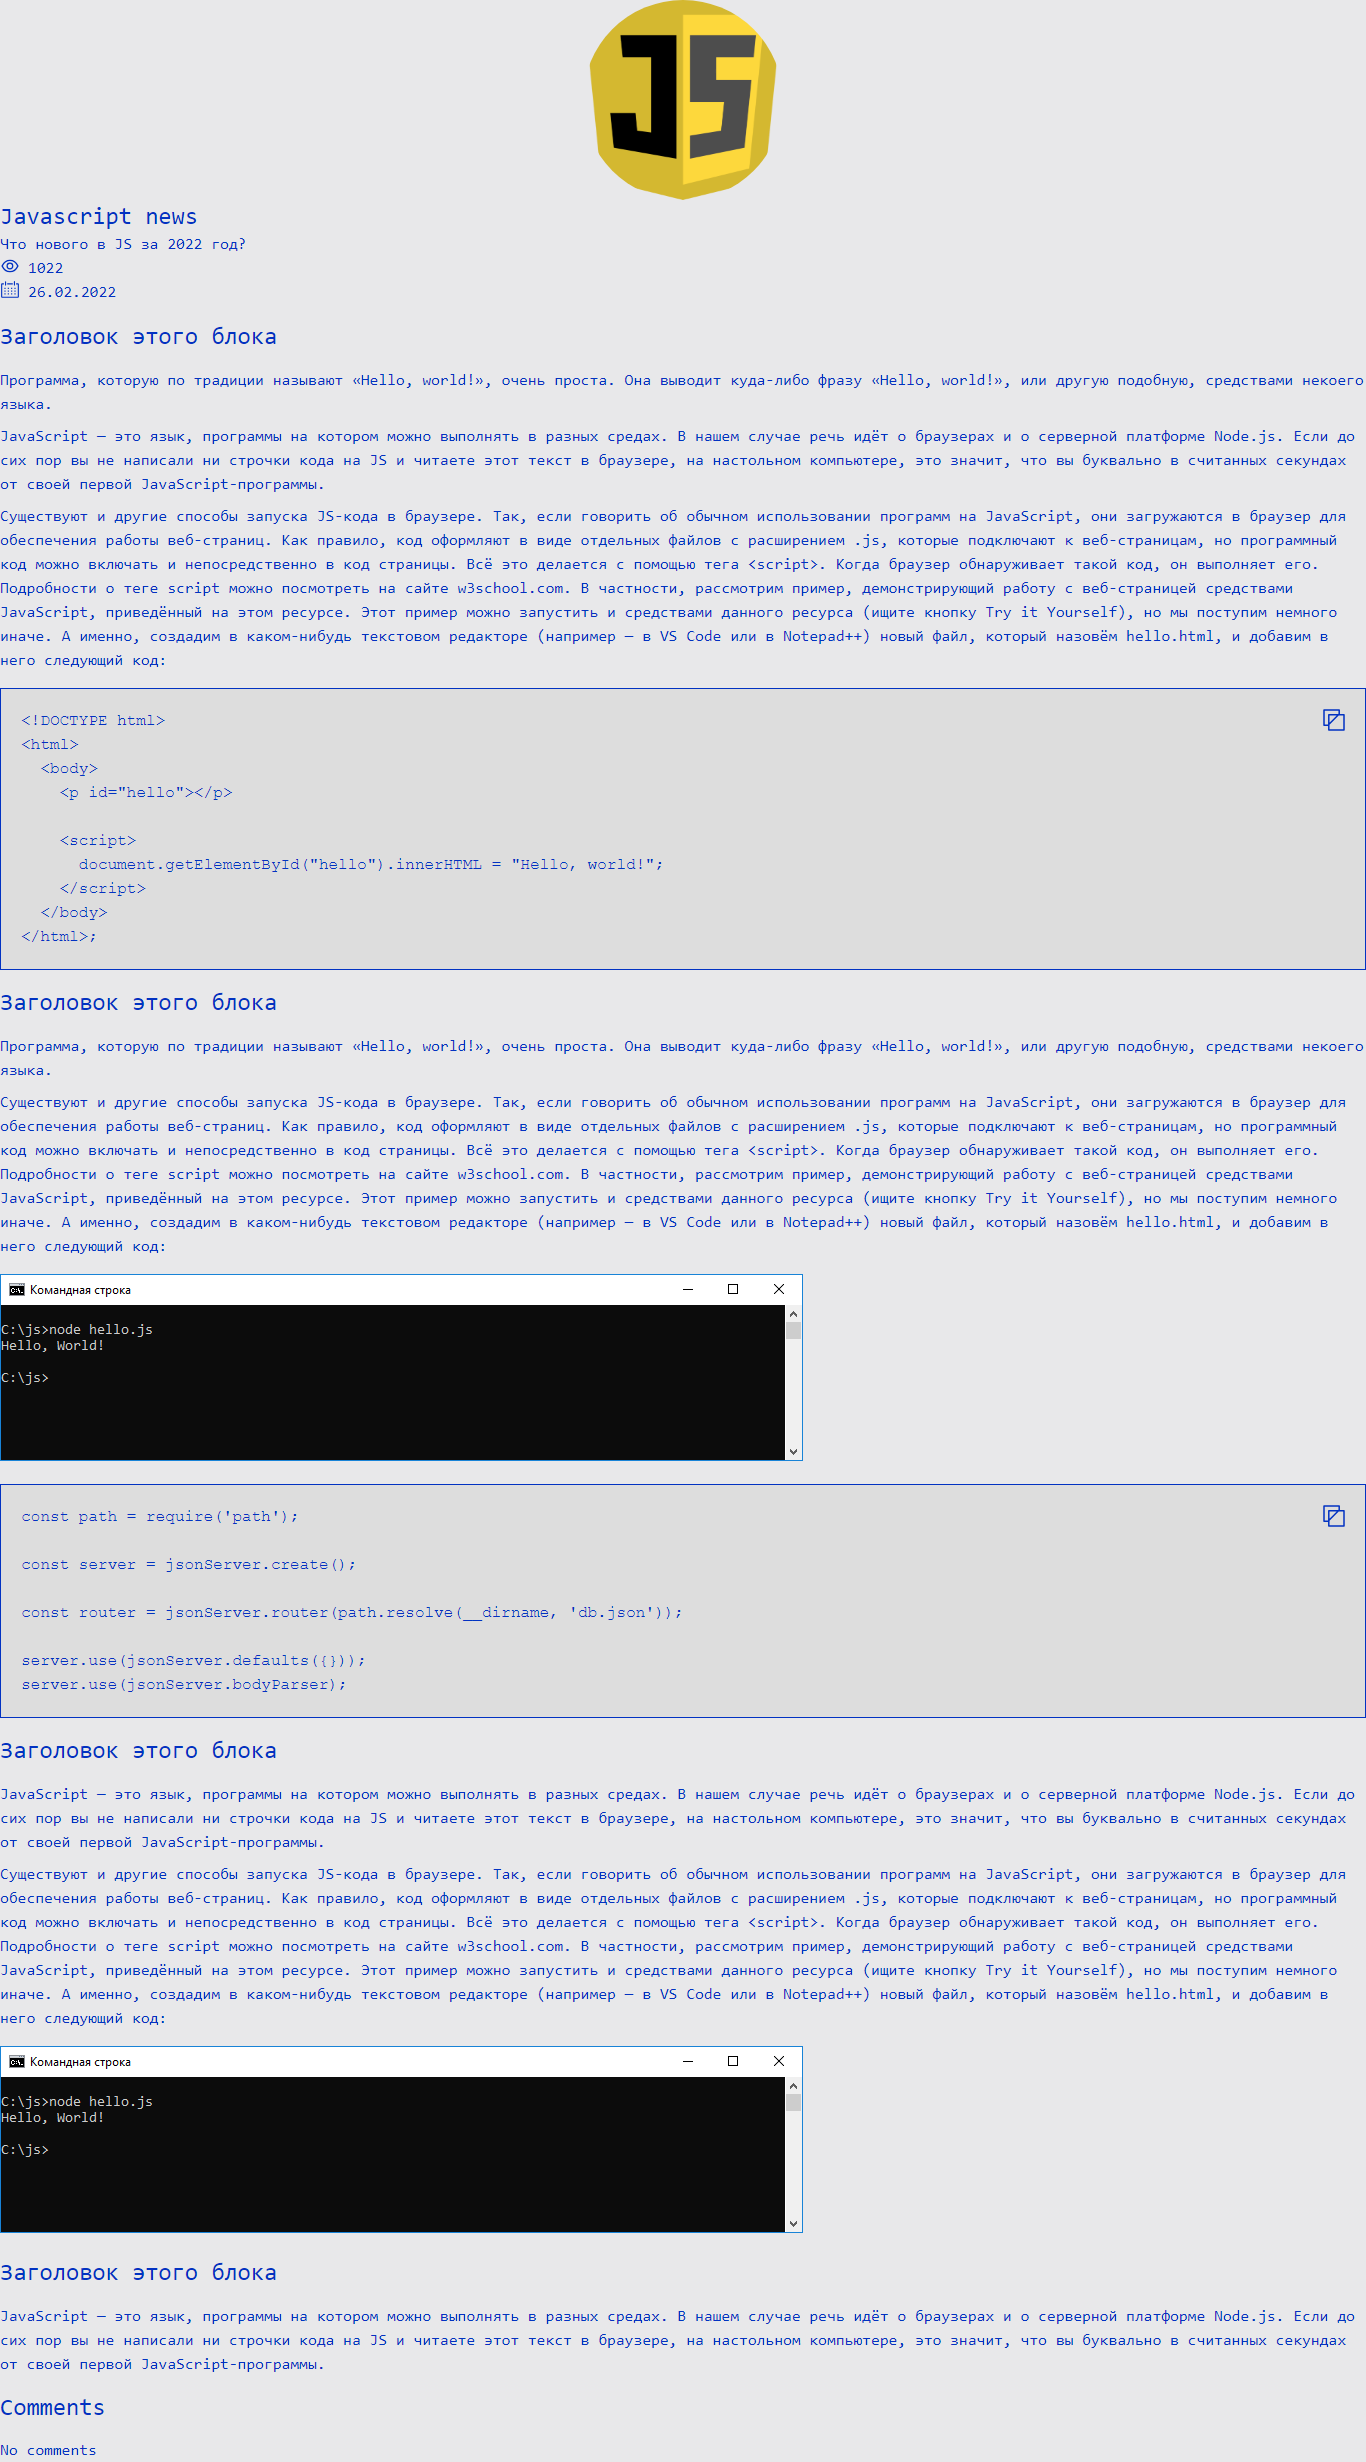 JS
Javascript news
Что нового в JS за 2022 год?
1022
26.02.2022
Заголовок этого блока
Программа, которую по традиции называют «Hello, world!», очень проста. Она выводит куда-либо фразу «Hello, world!», или другую подобную, средствами некоего
языка.
JavaScript — это язык, программы на котором можно выполнять в разных средах. В нашем случае речь идёт о браузерах и о серверной платформе Node.js. Если до
сих пор вы не написали ни строчки кода на JS и читаете этот текст в браузере, на настольном компьютере, это значит, что вы буквально в считанных секундах
от своей первой JavaScript-программы.
Существуют и другие способы запуска JS-кода в браузере. Так, если говорить об обычном использовании программ на JavaScript, они загружаются в браузер для
обеспечения работы веб-страниц. Как правило, код оформляют в виде отдельных файлов с расширением .js, которые подключают к веб-страницам, но программный
код можно включать и непосредственно в код страницы. Всё это делается с помощью тега <script>. Когда браузер обнаруживает такой код, он выполняет его.
Подробности о теге script можно посмотреть на сайте w3school.com. В частности, рассмотрим пример, демонстрирующий работу с веб-страницей средствами
JavaScript, приведённый на этом ресурсе. Этот пример можно запустить и средствами данного ресурса (ищите кнопку Try it Yourself), но мы поступим немного
иначе. А именно, создадим в каком-нибудь текстовом редакторе (например — в VS Code или в Notepad++) новый файл, который назовём hello.html, и добавим в
него следующий код:
<!DOCTYPE html>
<html>
  <body>
    <p id="hello"></p>

    <script>
      document.getElementById("hello").innerHTML = "Hello, world!";
    </script>
  </body>
</html>;
Заголовок этого блока
Программа, которую по традиции называют «Hello, world!», очень проста. Она выводит куда-либо фразу «Hello, world!», или другую подобную, средствами некоего
языка.
Существуют и другие способы запуска JS-кода в браузере. Так, если говорить об обычном использовании программ на JavaScript, они загружаются в браузер для
обеспечения работы веб-страниц. Как правило, код оформляют в виде отдельных файлов с расширением .js, которые подключают к веб-страницам, но программный
код можно включать и непосредственно в код страницы. Всё это делается с помощью тега <script>. Когда браузер обнаруживает такой код, он выполняет его.
Подробности о теге script можно посмотреть на сайте w3school.com. В частности, рассмотрим пример, демонстрирующий работу с веб-страницей средствами
JavaScript, приведённый на этом ресурсе. Этот пример можно запустить и средствами данного ресурса (ищите кнопку Try it Yourself), но мы поступим немного
иначе. А именно, создадим в каком-нибудь текстовом редакторе (например — в VS Code или в Notepad++) новый файл, который назовём hello.html, и добавим в
него следующий код:
Командная строка
C:\js>node hello.js
Hello, World!
C:\js>
const path = require('path');

const server = jsonServer.create();

const router = jsonServer.router(path.resolve(__dirname, 'db.json'));

server.use(jsonServer.defaults({}));
server.use(jsonServer.bodyParser);
Заголовок этого блока
JavaScript — это язык, программы на котором можно выполнять в разных средах. В нашем случае речь идёт о браузерах и о серверной платформе Node.js. Если до
сих пор вы не написали ни строчки кода на JS и читаете этот текст в браузере, на настольном компьютере, это значит, что вы буквально в считанных секундах
от своей первой JavaScript-программы.
Существуют и другие способы запуска JS-кода в браузере. Так, если говорить об обычном использовании программ на JavaScript, они загружаются в браузер для
обеспечения работы веб-страниц. Как правило, код оформляют в виде отдельных файлов с расширением .js, которые подключают к веб-страницам, но программный
код можно включать и непосредственно в код страницы. Всё это делается с помощью тега <script>. Когда браузер обнаруживает такой код, он выполняет его.
Подробности о теге script можно посмотреть на сайте w3school.com. В частности, рассмотрим пример, демонстрирующий работу с веб-страницей средствами
JavaScript, приведённый на этом ресурсе. Этот пример можно запустить и средствами данного ресурса (ищите кнопку Try it Yourself), но мы поступим немного
иначе. А именно, создадим в каком-нибудь текстовом редакторе (например — в VS Code или в Notepad++) новый файл, который назовём hello.html, и добавим в
него следующий код:
Командная строка
C:\js>node hello.js
Hello, World!
C:\js>
Заголовок этого блока
JavaScript — это язык, программы на котором можно выполнять в разных средах. В нашем случае речь идёт о браузерах и о серверной платформе Node.js. Если до
сих пор вы не написали ни строчки кода на JS и читаете этот текст в браузере, на настольном компьютере, это значит, что вы буквально в считанных секундах
от своей первой JavaScript-программы.
Comments
No comments